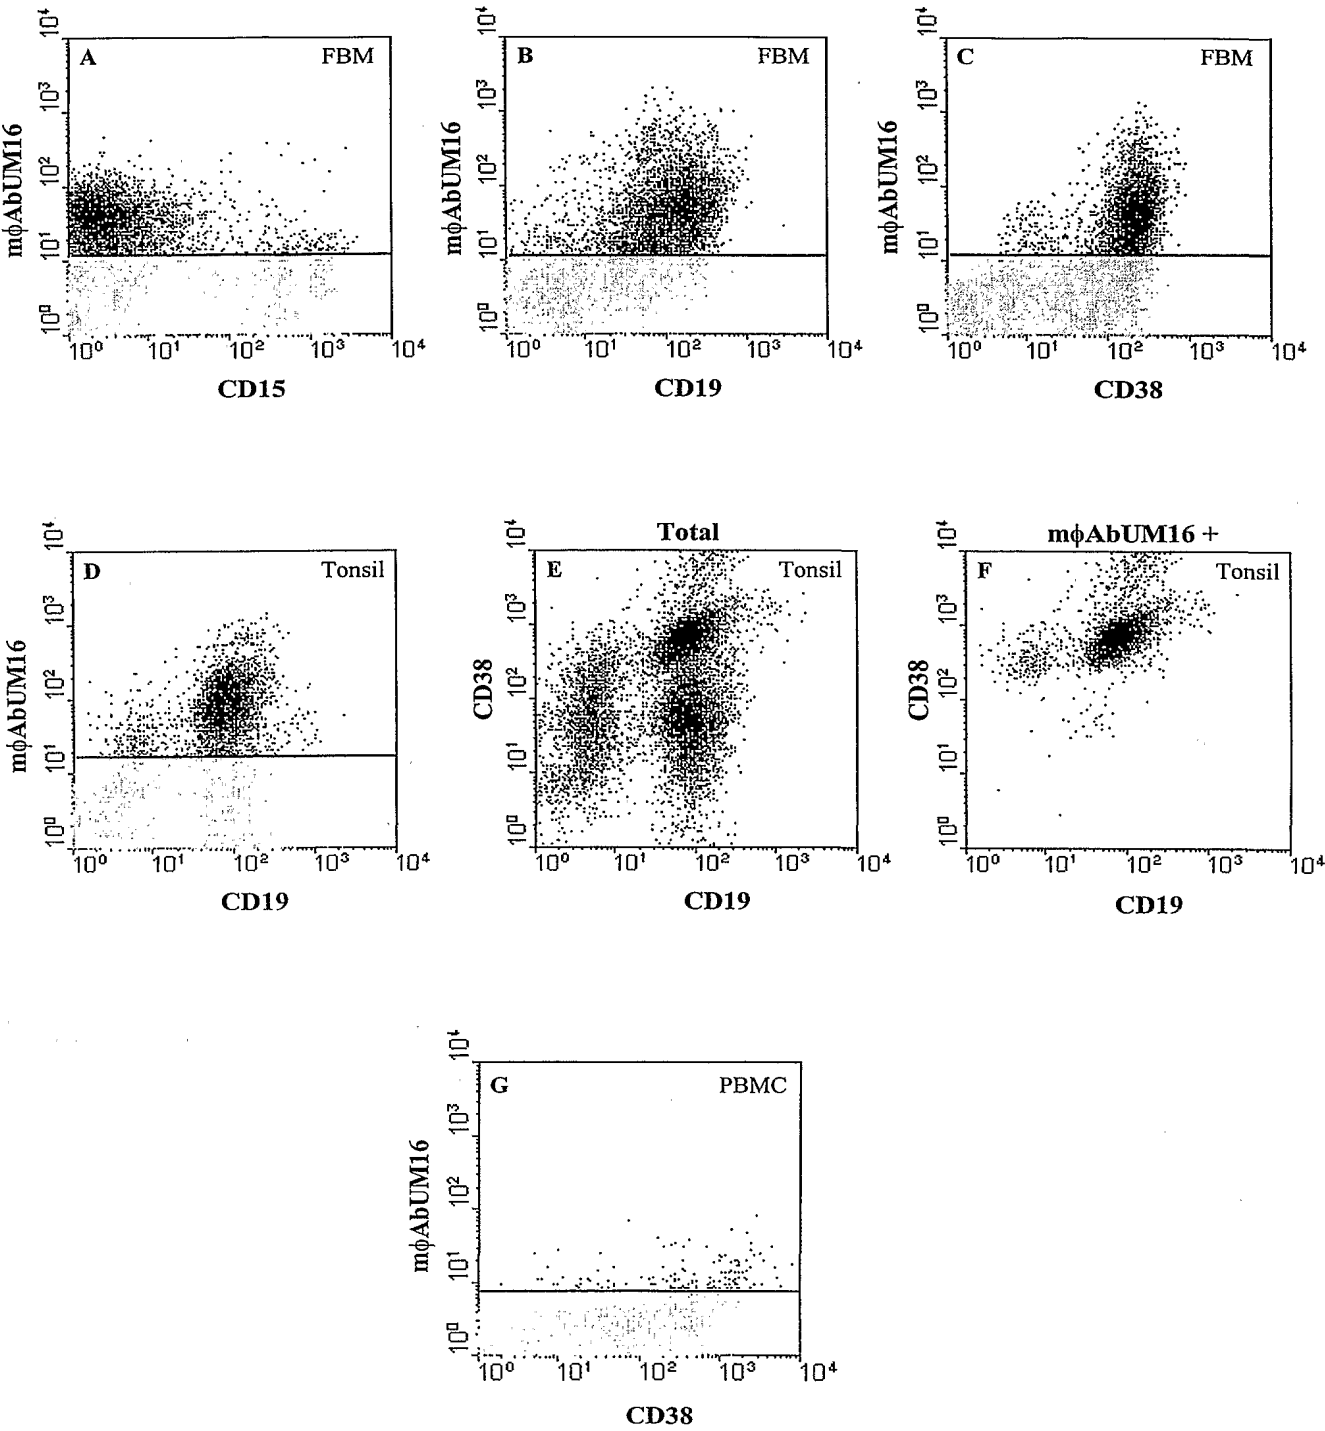 A FBM
mϕAbUM16
10⁴
10³
10²
10¹
10⁰
10⁰ 10¹ 10² 10³ 10⁴
CD15
B FBM
mϕAbUM16
10⁴
10³
10²
10¹
10⁰
10⁰ 10¹ 10² 10³ 10⁴
CD19
C FBM
mϕAbUM16
10⁴
10³
10²
10¹
10⁰
10⁰ 10¹ 10² 10³ 10⁴
CD38
D Tonsil
mϕAbUM16
10⁴
10³
10²
10¹
10⁰
10⁰ 10¹ 10² 10³ 10⁴
CD19
Total
E Tonsil
CD38
10⁴
10³
10²
10¹
10⁰
10⁰ 10¹ 10² 10³ 10⁴
CD19
mϕAbUM16 +
F Tonsil
CD38
10⁴
10³
10²
10¹
10⁰
10⁰ 10¹ 10² 10³ 10⁴
CD19
G PBMC
mϕAbUM16
10⁴
10³
10²
10¹
10⁰
10⁰ 10¹ 10² 10³ 10⁴
CD38